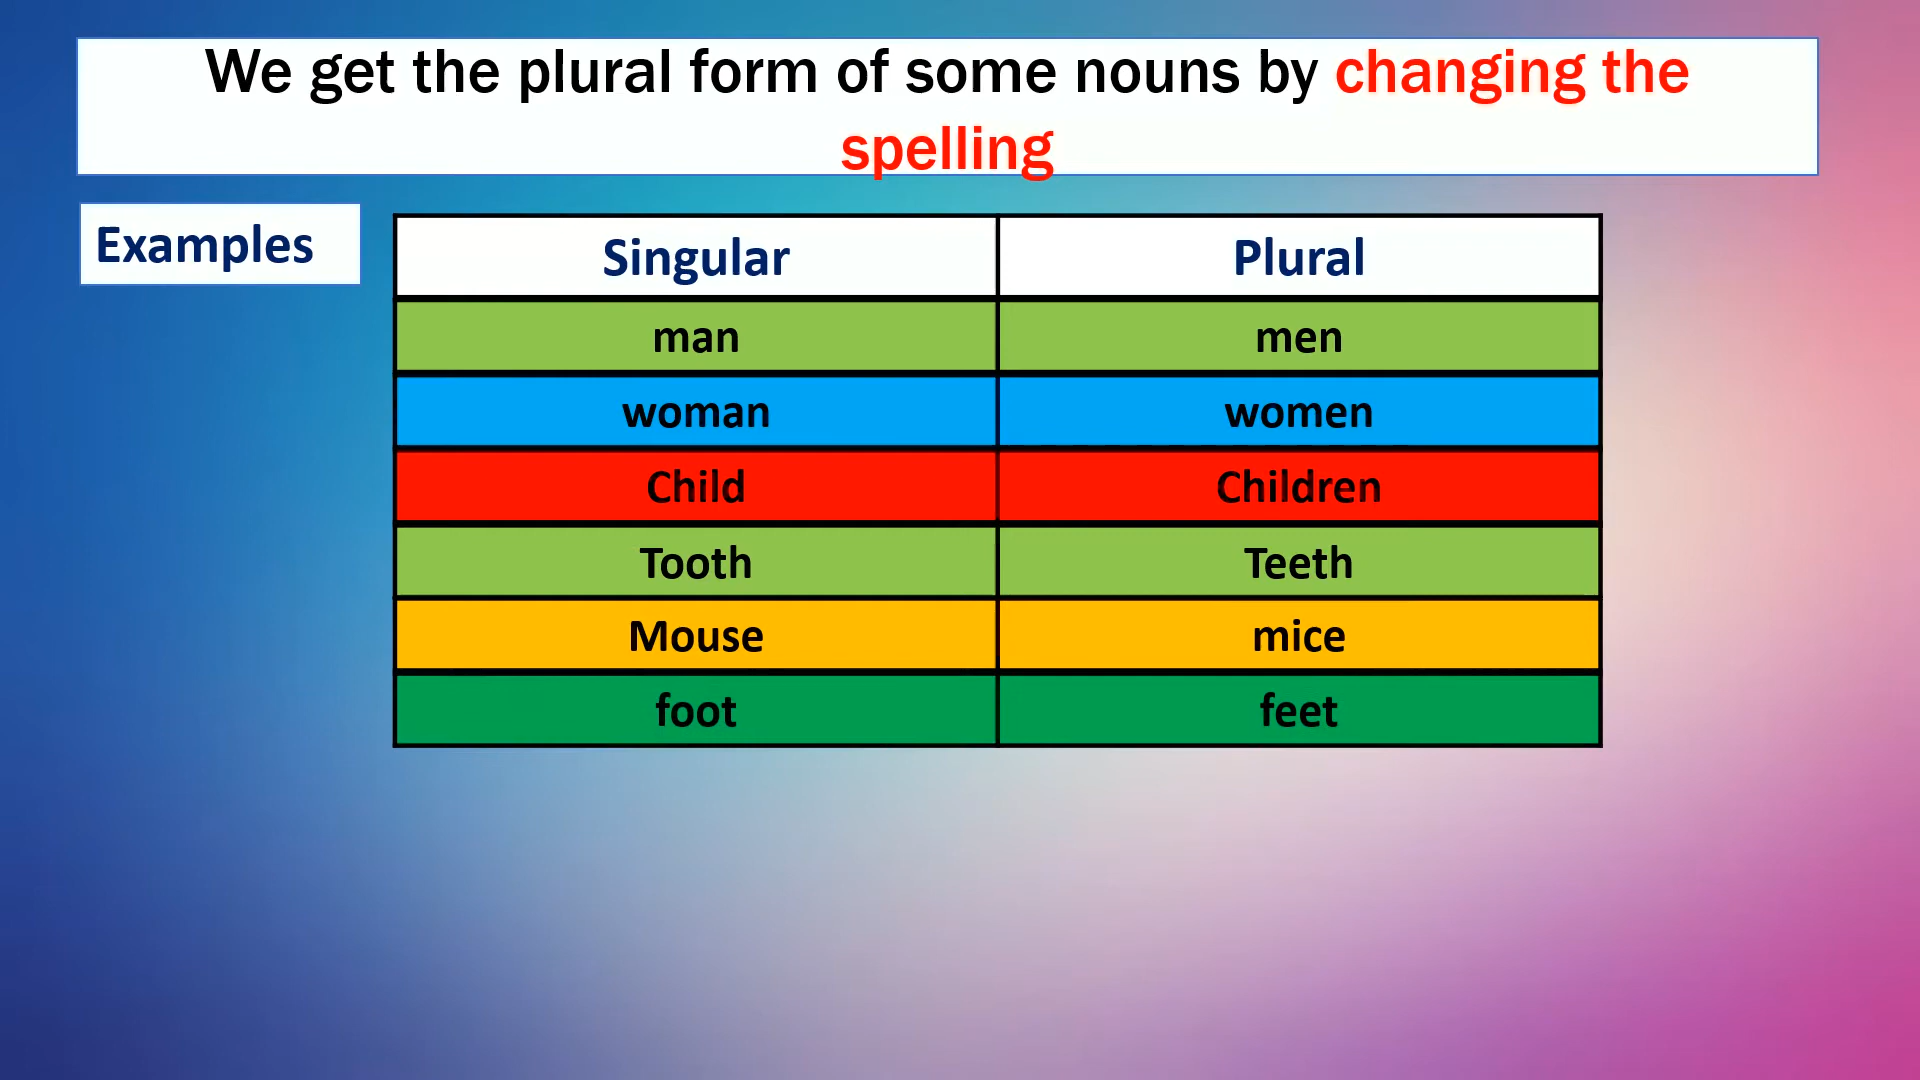 We get the plural form of some nouns by changing the
spelling
Examples
Singular Plural
man men
woman women
Child Children
Tooth Teeth
Mouse mice
foot feet